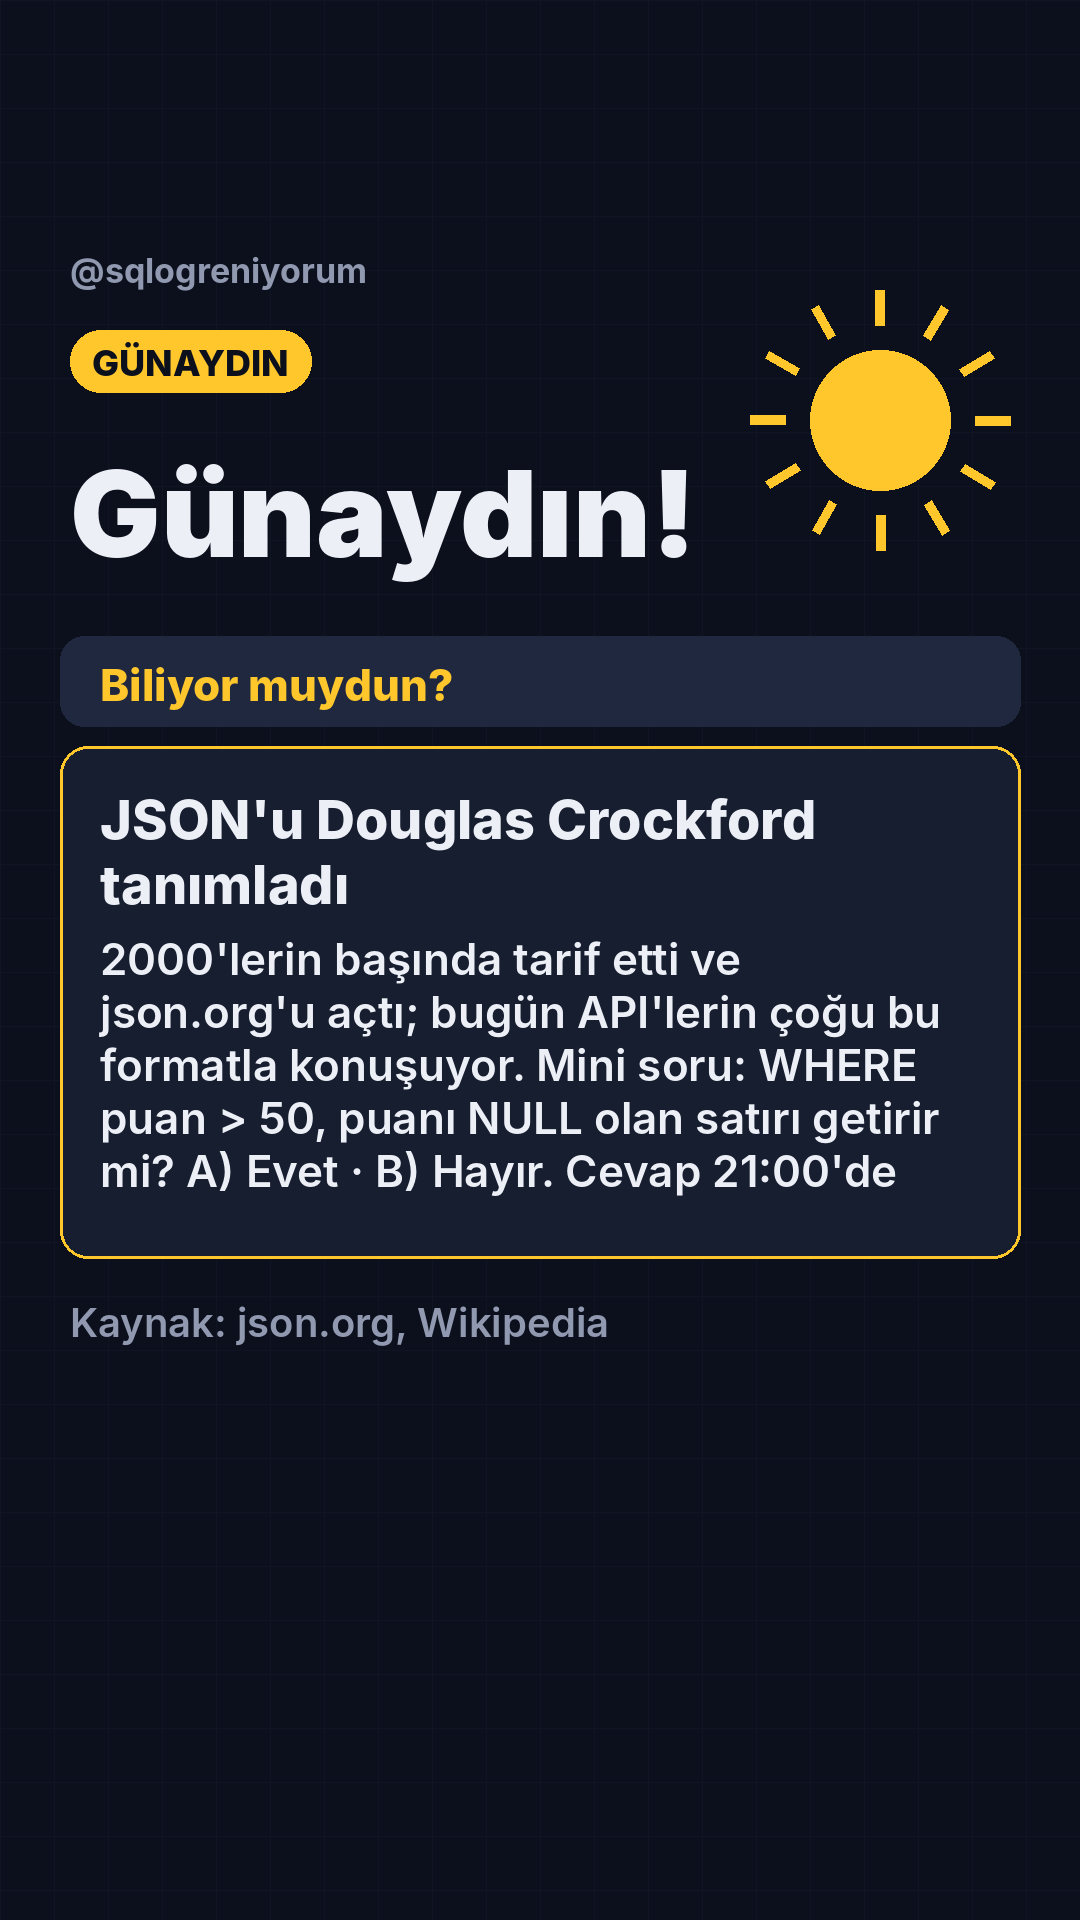 @sqlogreniyorum
GÜNAYDIN
Günaydın!
Biliyor muydun?
JSON'u Douglas Crockford
tanımladı
2000'lerin başında tarif etti ve
json.org'u açtı; bugün API'lerin çoğu bu
formatla konuşuyor. Mini soru: WHERE
puan > 50, puanı NULL olan satırı getirir
mi? A) Evet · B) Hayır. Cevap 21:00'de
Kaynak: json.org, Wikipedia